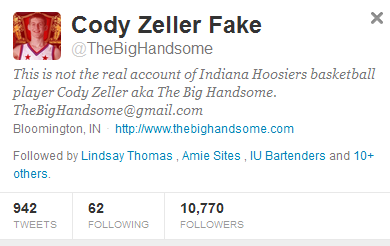 Cody Zeller Fake
@TheBigHandsome
This is not the real account of Indiana Hoosiers basketball
player Cody Zeller aka The Big Handsome.
TheBigHandsome@gmail.com
Bloomington, IN · http://www.thebighandsome.com
Followed by Lindsay Thomas , Amie Sites , IU Bartenders and 10+
others.
942 62 10,770
TWEETS FOLLOWING FOLLOWERS